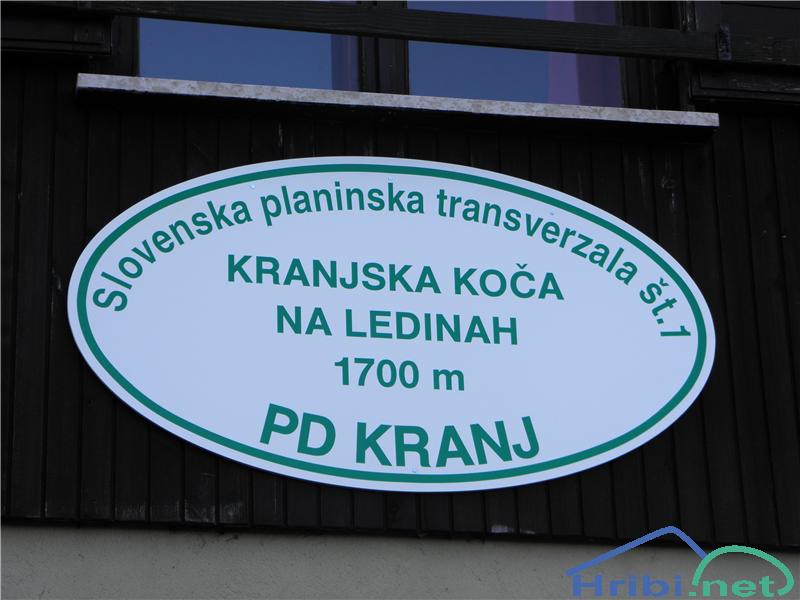 Slovenska planinska transverzala št.1
KRANJSKA KOČA
NA LEDINAH
1700 m
PD KRANJ
Hribi.net